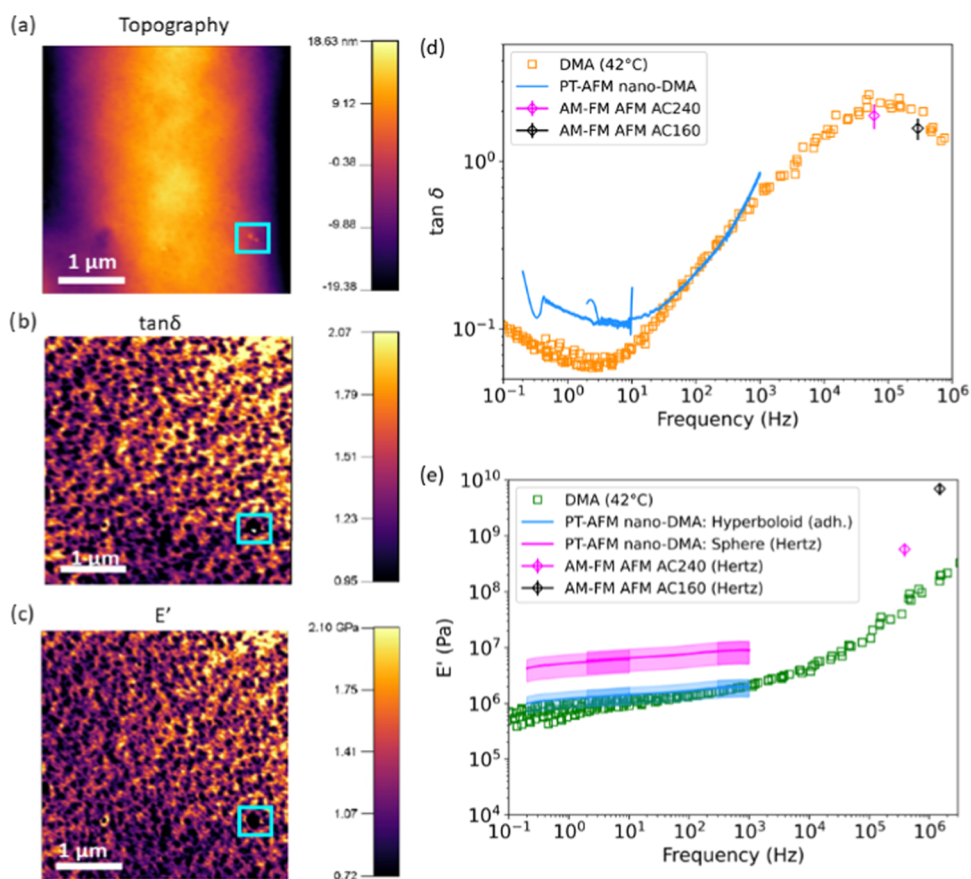 (a)
Topography
18.63 nm
9.12
-0.38
-9.88
-19.38
1 μm
(b)
tanδ
2.07
1.79
1.51
1.23
0.95
1 μm
(c)
E′
2.10 GPa
1.75
1.41
1.07
0.72
1 μm
(d)
DMA (42°C)
PT-AFM nano-DMA
AM-FM AFM AC240
AM-FM AFM AC160
tan δ
10⁰
10⁻¹
10⁻¹ 10⁰ 10¹ 10² 10³ 10⁴ 10⁵ 10⁶
Frequency (Hz)
(e)
DMA (42°C)
PT-AFM nano-DMA: Hyperboloid (adh.)
PT-AFM nano-DMA: Sphere (Hertz)
AM-FM AFM AC240 (Hertz)
AM-FM AFM AC160 (Hertz)
E' (Pa)
10¹⁰
10⁹
10⁸
10⁷
10⁶
10⁵
10⁴
10⁻¹ 10⁰ 10¹ 10² 10³ 10⁴ 10⁵ 10⁶
Frequency (Hz)